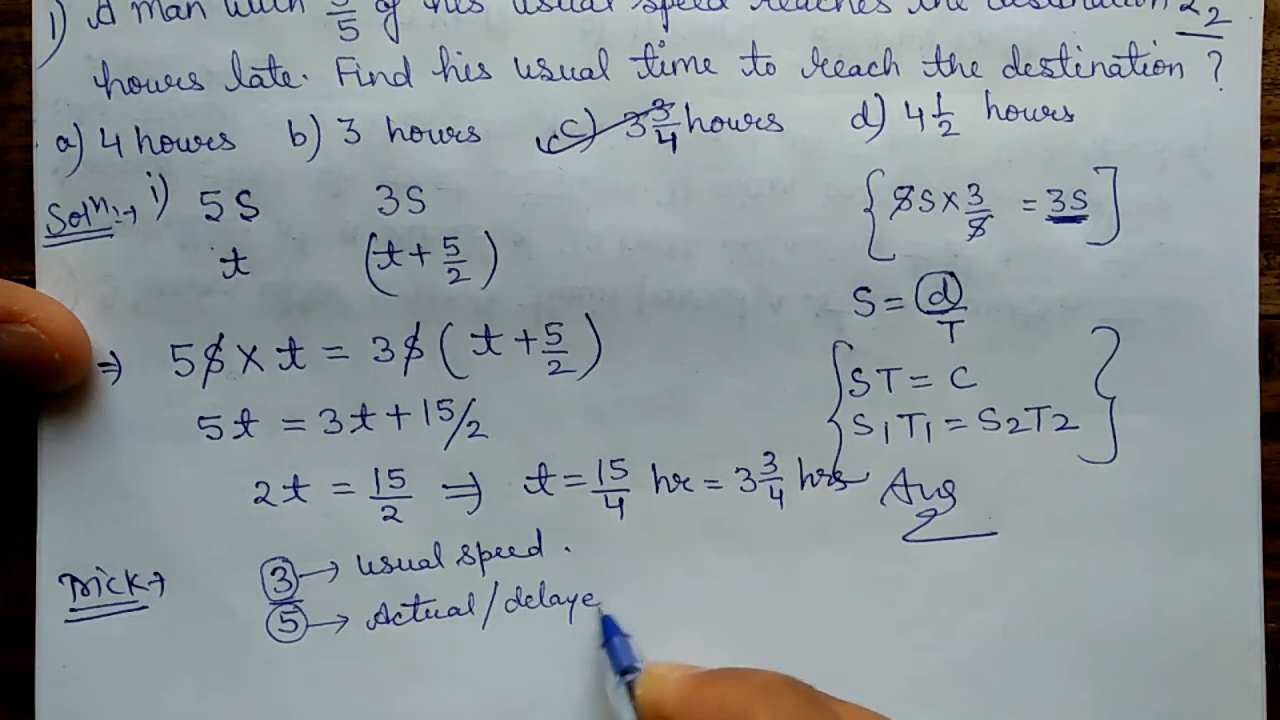 1) A man with 3/5 of his usual speed reaches the destination 2 1/2
hours late. Find his usual time to reach the destination ?
a) 4 hours b) 3 hours c) 3 3/4 hours d) 4 1/2 hours
Solⁿ:→ i) 5S 3S { 5S × 3/5 = 3S ]
t (t + 5/2)
S = d/T
⇒ 5S × t = 3S (t + 5/2)
ST = C
5t = 3t + 15/2
S1T1 = S2T2
2t = 15/2 ⇒ t = 15/4 hr = 3 3/4 hrs Ans
Trick→ 3 → usual speed.
5 → Actual/delaye